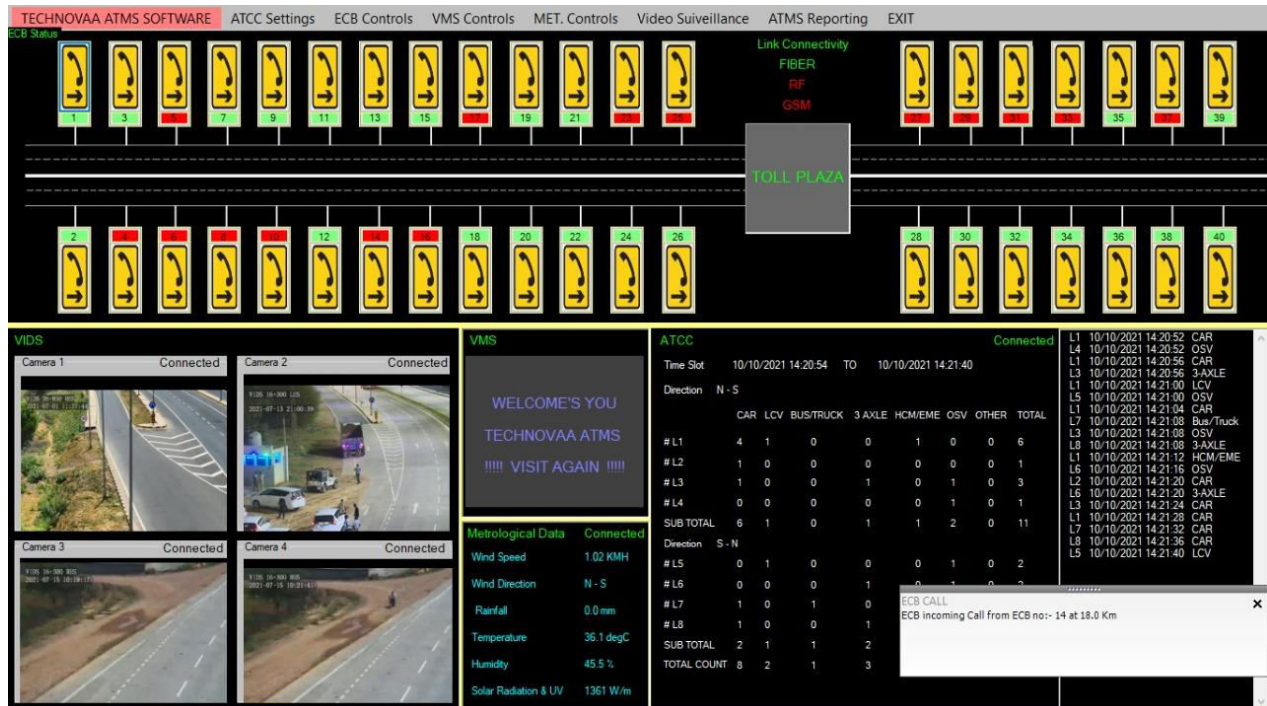 TECHNOVAA ATMS SOFTWARE ATCC Settings ECB Controls VMS Controls MET. Controls Video Suiveillance ATMS Reporting EXIT
ECB Status
Link Connectivity
FIBER
RF
GSM
1 3 5 7 9 11 13 15 17 19 21 23 25 27 29 31 33 35 37 39
TOLL PLAZA
2 4 6 8 10 12 14 16 18 20 22 24 26 28 30 32 34 36 38 40
VIDS
Camera 1 Connected
Camera 2 Connected
2021-07-13 21:00:39
Camera 3 Connected
Camera 4 Connected
VMS
WELCOME'S YOU
TECHNOVAA ATMS
!!!!! VISIT AGAIN !!!!!
Metrological Data Connected
Wind Speed 1.02 KMH
Wind Direction N - S
Rainfall 0.0 mm
Temperature 36.1 degC
Humidity 45.5 %
Solar Radiation & UV 1361 W/m
ATCC Connected
Time Slot 10/10/2021 14:20:54 TO 10/10/2021 14:21:40
Direction N - S
CAR LCV BUS/TRUCK 3 AXLE HCM/EME OSV OTHER TOTAL
# L1 4 1 0 0 1 0 0 6
# L2 1 0 0 0 0 0 0 1
# L3 1 0 0 1 0 1 0 3
# L4 0 0 0 0 0 1 0 1
SUB TOTAL 6 1 0 1 1 2 0 11
Direction S - N
# L5 0 1 0 0 0 1 0 2
# L6 0 0 0 1 0 1 0 2
# L7 1 0 1 0
# L8 1 0 0 1
SUB TOTAL 2 1 1 2
TOTAL COUNT 8 2 1 3
L1 10/10/2021 14:20:52 CAR
L4 10/10/2021 14:20:52 OSV
L1 10/10/2021 14:20:56 CAR
L3 10/10/2021 14:20:56 3-AXLE
L1 10/10/2021 14:21:00 LCV
L5 10/10/2021 14:21:00 OSV
L1 10/10/2021 14:21:04 CAR
L7 10/10/2021 14:21:08 Bus/Truck
L3 10/10/2021 14:21:08 OSV
L8 10/10/2021 14:21:08 3-AXLE
L1 10/10/2021 14:21:12 HCM/EME
L6 10/10/2021 14:21:16 OSV
L2 10/10/2021 14:21:20 CAR
L6 10/10/2021 14:21:20 3-AXLE
L3 10/10/2021 14:21:24 CAR
L1 10/10/2021 14:21:28 CAR
L7 10/10/2021 14:21:32 CAR
L8 10/10/2021 14:21:36 CAR
L5 10/10/2021 14:21:40 LCV
ECB CALL
ECB incoming Call from ECB no:- 14 at 18.0 Km